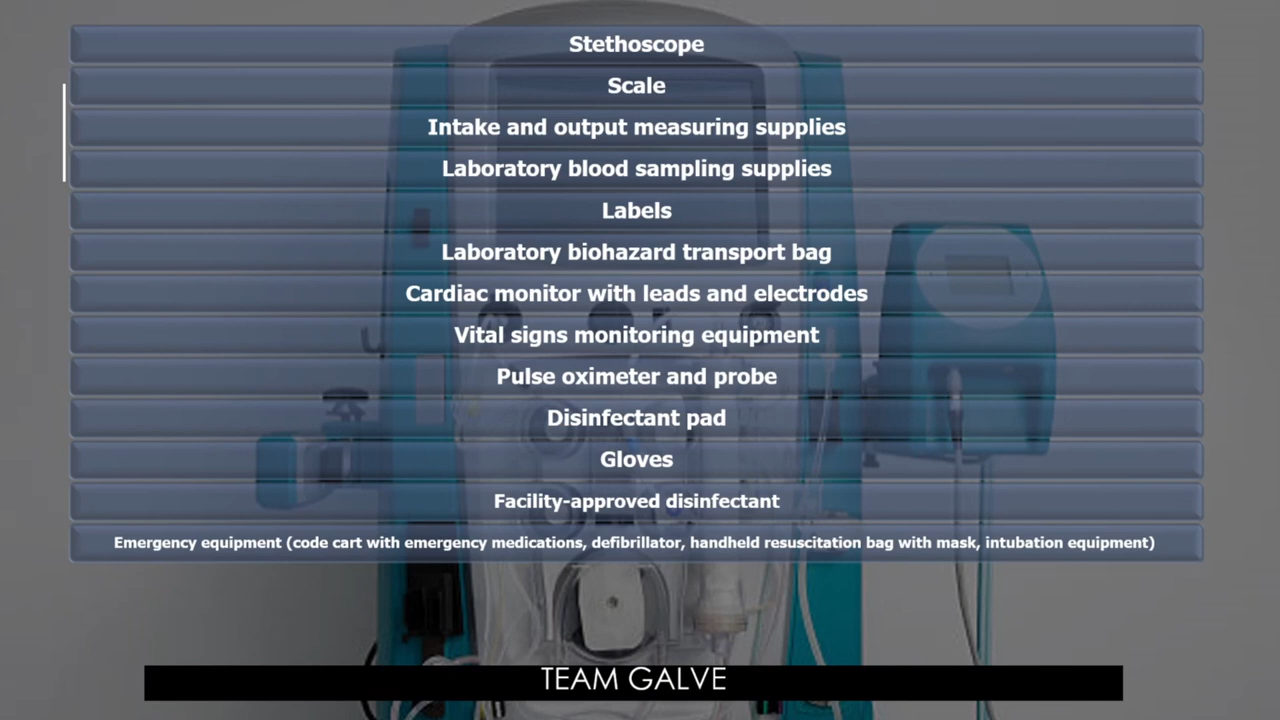 Stethoscope
Scale
Intake and output measuring supplies
Laboratory blood sampling supplies
Labels
Laboratory biohazard transport bag
Cardiac monitor with leads and electrodes
Vital signs monitoring equipment
Pulse oximeter and probe
Disinfectant pad
Gloves
Facility-approved disinfectant
Emergency equipment (code cart with emergency medications, defibrillator, handheld resuscitation bag with mask, intubation equipment)
TEAM GALVE